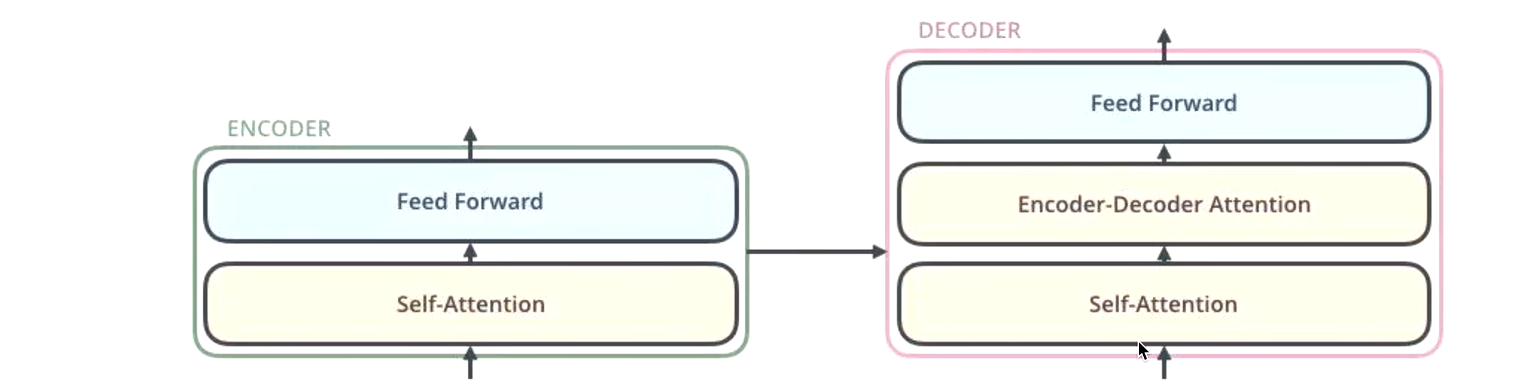 ENCODER
Feed Forward
Self-Attention
DECODER
Feed Forward
Encoder-Decoder Attention
Self-Attention